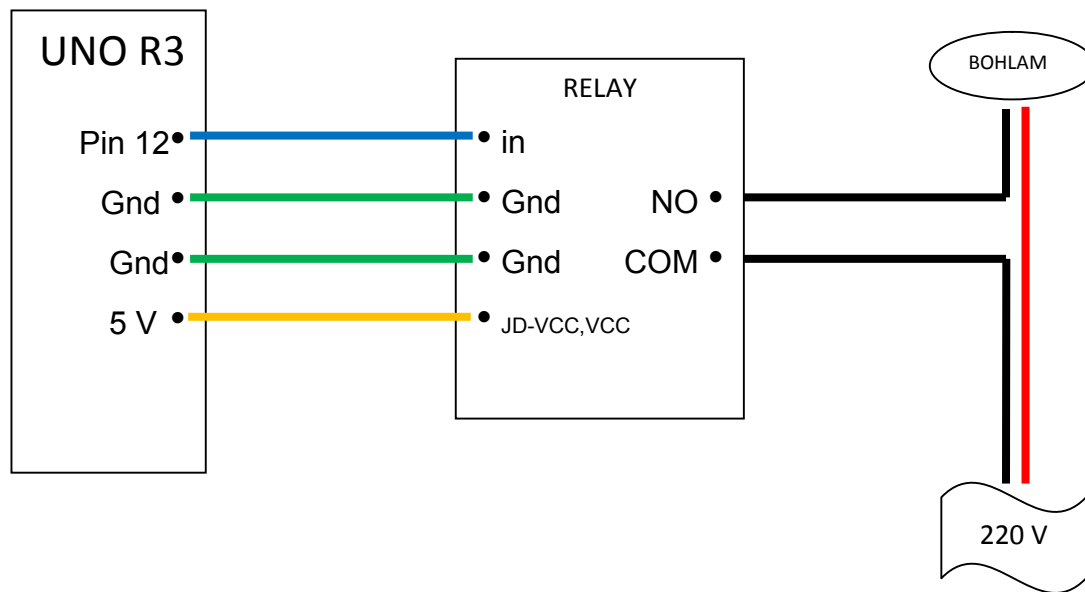 UNO R3
Pin 12
Gnd
Gnd
5 V
RELAY
in
Gnd
Gnd
JD-VCC,VCC
NO
COM
BOHLAM
220 V